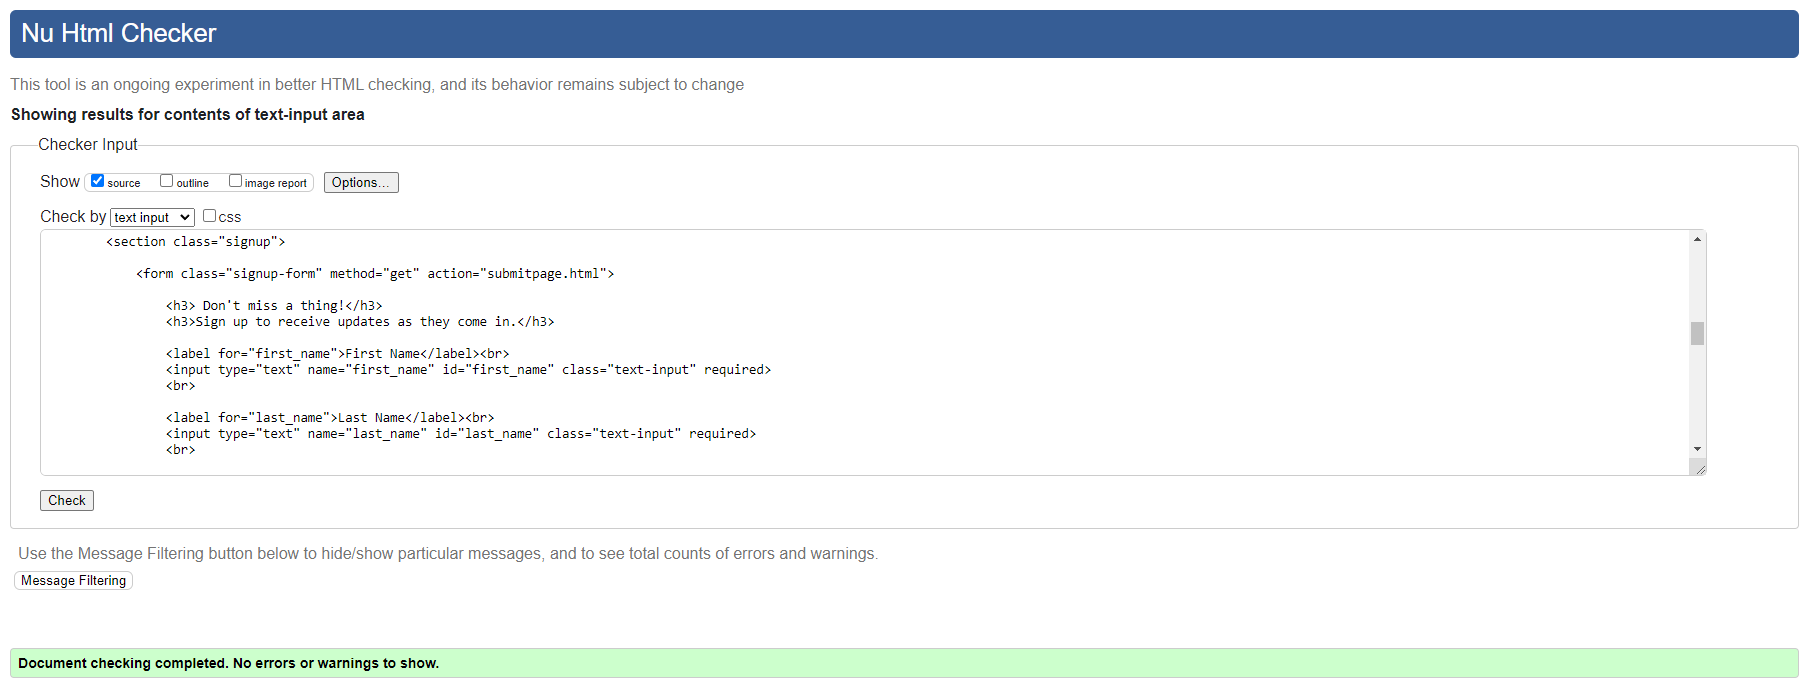 Nu Html Checker
This tool is an ongoing experiment in better HTML checking, and its behavior remains subject to change
Showing results for contents of text-input area
Checker Input
Show source outline image report Options...
Check by text input css
<section class="signup">
<form class="signup-form" method="get" action="submitpage.html">
<h3> Don't miss a thing!</h3>
<h3>Sign up to receive updates as they come in.</h3>
<label for="first_name">First Name</label><br>
<input type="text" name="first_name" id="first_name" class="text-input" required>
<br>
<label for="last_name">Last Name</label><br>
<input type="text" name="last_name" id="last_name" class="text-input" required>
<br>
Check
Use the Message Filtering button below to hide/show particular messages, and to see total counts of errors and warnings.
Message Filtering
Document checking completed. No errors or warnings to show.